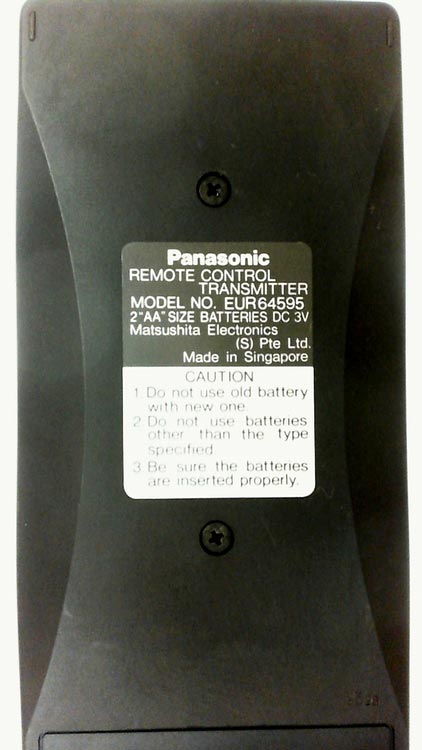 Panasonic
REMOTE CONTROL
TRANSMITTER
MODEL NO. EUR64595
2"AA" SIZE BATTERIES DC 3V
Matsushita Electronics
(S) Pte Ltd.
Made in Singapore
CAUTION
1. Do not use old battery
with new one
2. Do not use batteries
other than the type
specified
3. Be sure the batteries
are inserted properly.